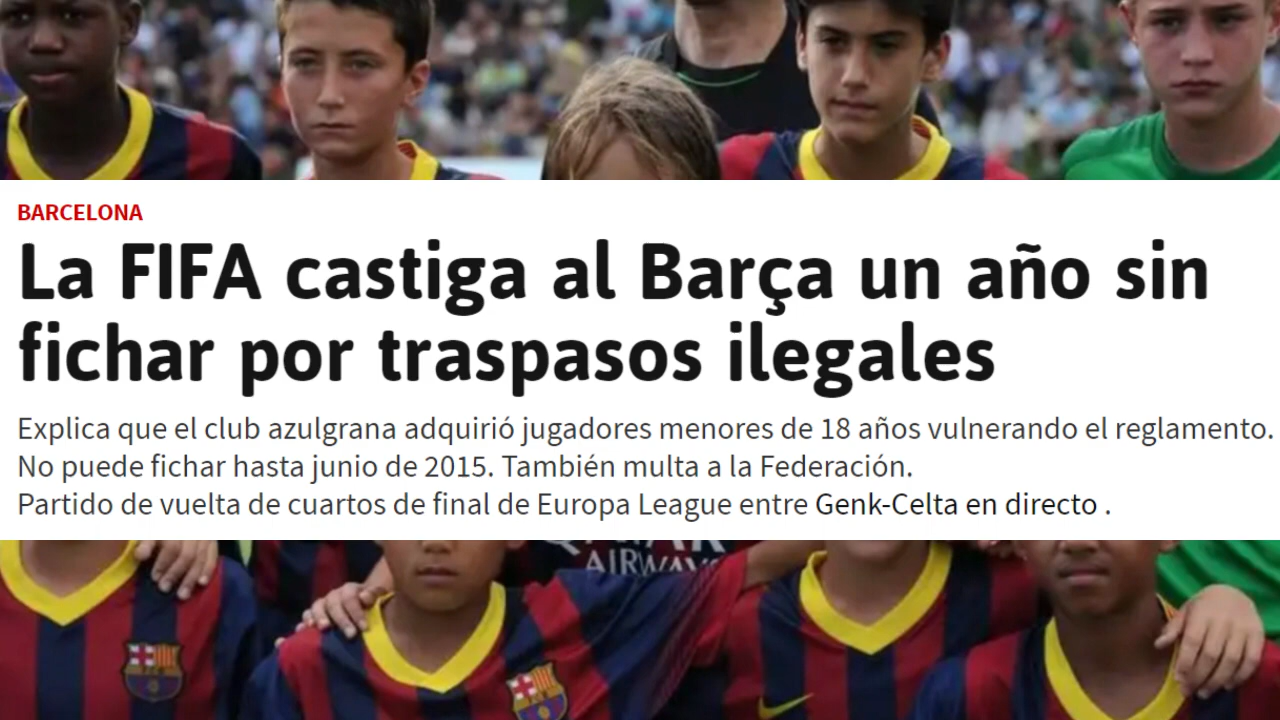 BARCELONA
La FIFA castiga al Barça un año sin
fichar por traspasos ilegales
Explica que el club azulgrana adquirió jugadores menores de 18 años vulnerando el reglamento.
No puede fichar hasta junio de 2015. También multa a la Federación.
Partido de vuelta de cuartos de final de Europa League entre Genk-Celta en directo .
AIRWAYS